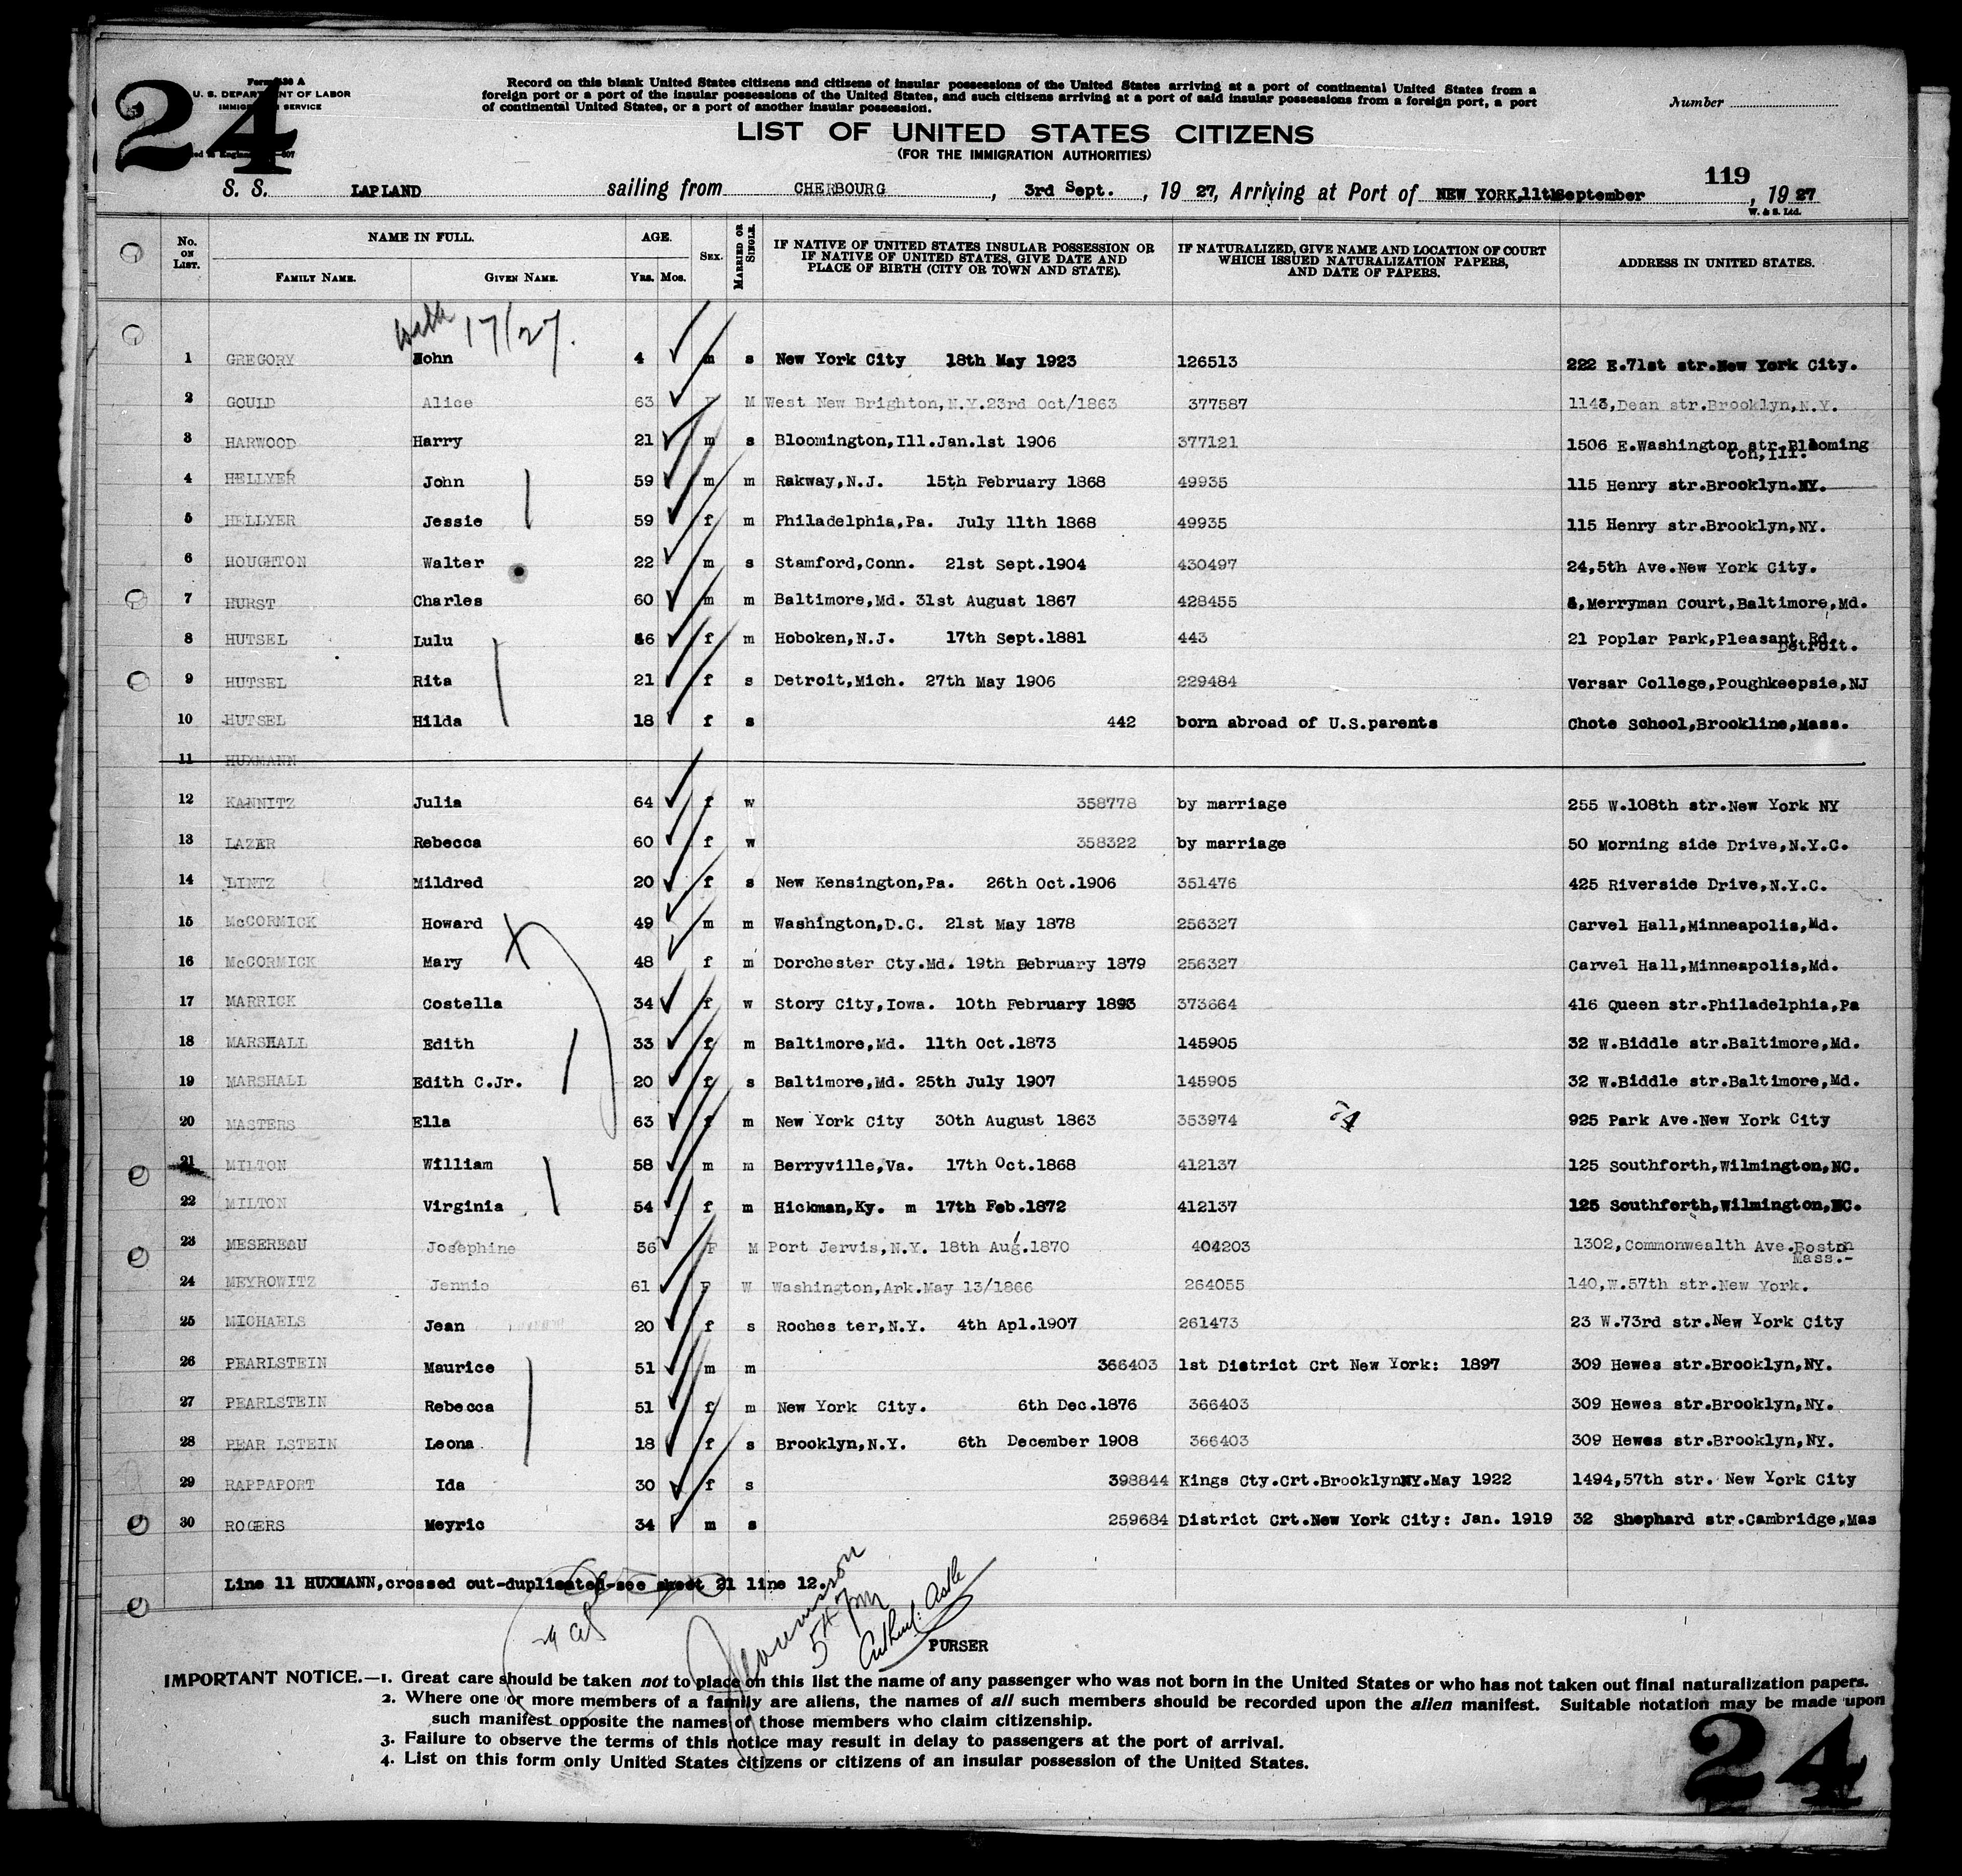 24
Form 630 A
U. S. DEPARTMENT OF LABOR
IMMIGRATION SERVICE
Record on this blank United States citizens and citizens of insular possessions of the United States arriving at a port of continental United States from a
foreign port or a port of the insular possessions of the United States, and such citizens arriving at a port of said insular possessions from a foreign port, a port
of continental United States, or a port of another insular possession.
Number
LIST OF UNITED STATES CITIZENS
(FOR THE IMMIGRATION AUTHORITIES)
119
S. S. LAPLAND sailing from CHERBOURG, 3rd Sept., 19 27, Arriving at Port of NEW YORK, 11th September, 19 27
W. & S. Ltd.
No. ON LIST. NAME IN FULL. FAMILY NAME. GIVEN NAME. AGE. Yrs. Mos. SEX. MARRIED OR SINGLE. IF NATIVE OF UNITED STATES INSULAR POSSESSION OR IF NATIVE OF UNITED STATES, GIVE DATE AND PLACE OF BIRTH (CITY OR TOWN AND STATE). IF NATURALIZED, GIVE NAME AND LOCATION OF COURT WHICH ISSUED NATURALIZATION PAPERS, AND DATE OF PAPERS. ADDRESS IN UNITED STATES.
17/27.
1 GREGORY John 4 m s New York City 18th May 1923 126513 222 E.71st str.New York City.
2 GOULD Alice 63 F M West New Brighton,N.Y.23rd Oct/1863 377587 1143,Dean str.Brooklyn,N.Y.
3 HARWOOD Harry 21 m s Bloomington,Ill.Jan.1st 1906 377121 1506 E.Washington str.Blooming
ton,Ill.
4 HELLYER John 59 m m Rakway,N.J. 15th February 1868 49935 115 Henry str.Brooklyn.NY.
5 HELLYER Jessie 59 f m Philadelphia,Pa. July 11th 1868 49935 115 Henry str.Brooklyn,NY.
6 HOUGHTON Walter 22 m s Stamford,Conn. 21st Sept.1904 430497 24,5th Ave.New York City.
7 HURST Charles 60 m m Baltimore,Md. 31st August 1867 428455 ,Merryman Court,Baltimore,Md.
8 HUTSEL Lulu 46 f m Hoboken,N.J. 17th Sept.1881 443 21 Poplar Park,Pleasant Rd.
Detroit.
9 HUTSEL Rita 21 f s Detroit,Mich. 27th May 1906 229484 Versar College,Poughkeepsie,NJ
10 HUTSEL Hilda 18 f s 442 born abroad of U.S.parents Chote School,Brookline,Mass.
11 HUXMANN
12 KANNITZ Julia 64 f w 358778 by marriage 255 W.108th str.New York NY
13 LAZER Rebecca 60 f w 358322 by marriage 50 Morning side Drive,N.Y.C.
14 LINTZ Mildred 20 f s New Kensington,Pa. 26th Oct.1906 351476 425 Riverside Drive,N.Y.C.
15 McCORMICK Howard 49 m m Washington,D.C. 21st May 1878 256327 Carvel Hall,Minneapolis,Md.
16 McCORMICK Mary 48 f m Dorchester Cty.Md. 19th February 1879 256327 Carvel Hall,Minneapolis,Md.
17 MARRICK Costella 34 f w Story City,Iowa. 10th February 1893 373664 416 Queen str.Philadelphia,Pa
18 MARSHALL Edith 33 f m Baltimore,Md. 11th Oct.1873 145905 32 W.Biddle str.Baltimore,Md.
19 MARSHALL Edith C.Jr. 20 f s Baltimore,Md. 25th July 1907 145905 32 W.Biddle str.Baltimore,Md.
20 MASTERS Ella 63 f m New York City 30th August 1863 353974 925 Park Ave.New York City
21 MILTON William 58 m m Berryville,Va. 17th Oct.1868 412137 125 Southforth,Wilmington,NC.
22 MILTON Virginia 54 f m Hickman,Ky. m 17th Feb.1872 412137 125 Southforth,Wilmington,NC.
23 MESEREAU Josephine 56 F M Port Jervis,N.Y. 18th Aug.1870 404203 1302,Commonwealth Ave.Boston
Mass.-
24 MEYROWITZ Jennie 61 F W Washington,Ark.May 13/1866 264055 140,W.57th str.New York.
25 MICHAELS Jean 20 f s Roches ter,N.Y. 4th Apl.1907 261473 23 W.73rd str.New York City
26 PEARLSTEIN Maurice 51 m m 366403 1st District Crt New York: 1897 309 Hewes str.Brooklyn,NY.
27 PEARLSTEIN Rebecca 51 f m New York City. 6th Dec.1876 366403 309 Hewes str.Brooklyn,NY.
28 PEAR LSTEIN Leona 18 f s Brooklyn,N.Y. 6th December 1908 366403 309 Hewes str.Brooklyn,NY.
29 RAPPAPORT Ida 30 f s 398844 Kings Cty.Crt.Brooklyn NY.May 1922 1494,57th str. New York City
30 ROGERS Meyric 34 m s 259684 District Crt.New York City: Jan. 1919 32 Shephard str.Cambridge,Mas
Line 11 HUXMANN,crossed out-duplicated-see sheet 21 line 12.
PURSER
IMPORTANT NOTICE.—1. Great care should be taken not to place on this list the name of any passenger who was not born in the United States or who has not taken out final naturalization papers.
2. Where one or more members of a family are aliens, the names of all such members should be recorded upon the alien manifest. Suitable notation may be made upon
such manifest opposite the names of those members who claim citizenship.
3. Failure to observe the terms of this notice may result in delay to passengers at the port of arrival.
4. List on this form only United States citizens or citizens of an insular possession of the United States.
24